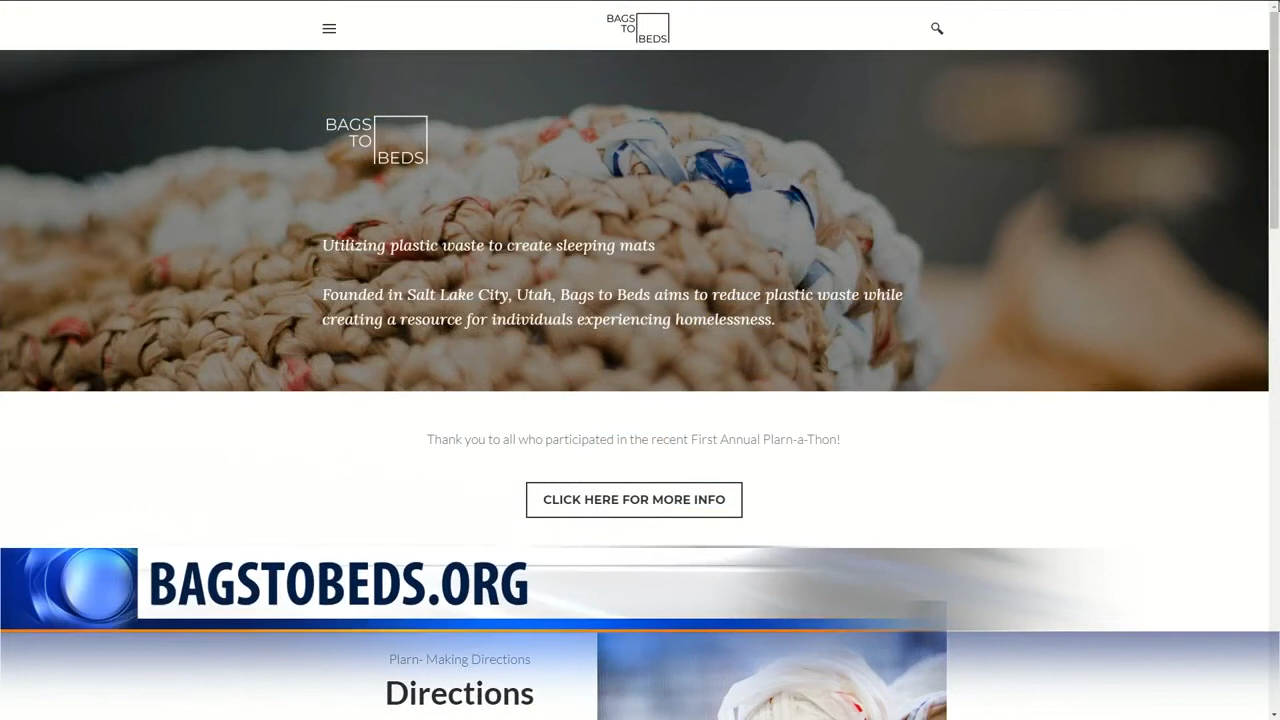 BAGS
TO
BEDS
BAGS
TO
BEDS
Utilizing plastic waste to create sleeping mats
Founded in Salt Lake City, Utah, Bags to Beds aims to reduce plastic waste while
creating a resource for individuals experiencing homelessness.
Thank you to all who participated in the recent First Annual Plarn-a-Thon!
CLICK HERE FOR MORE INFO
BAGSTOBEDS.ORG
Plarn- Making Directions
Directions